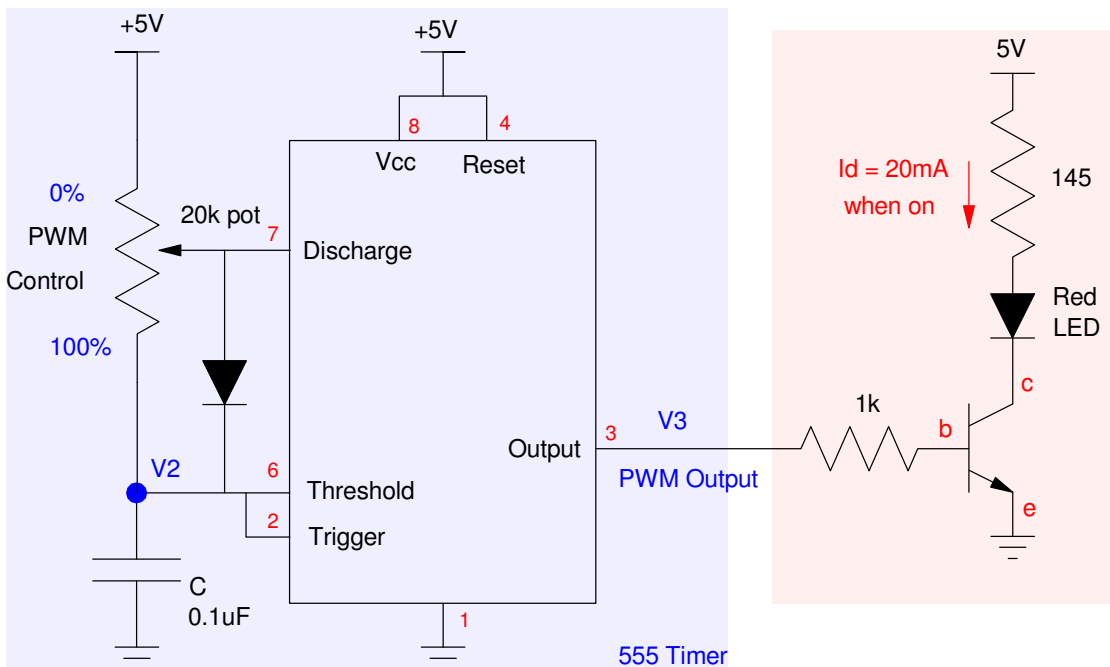 +5V
+5V
5V
8
4
Vcc
Reset
Id = 20mA
when on
145
0%
PWM
Control
20k pot
7
Discharge
100%
Red
LED
c
1k
b
V3
3
Output
PWM Output
V2
6
Threshold
2
Trigger
e
C
0.1uF
1
555 Timer